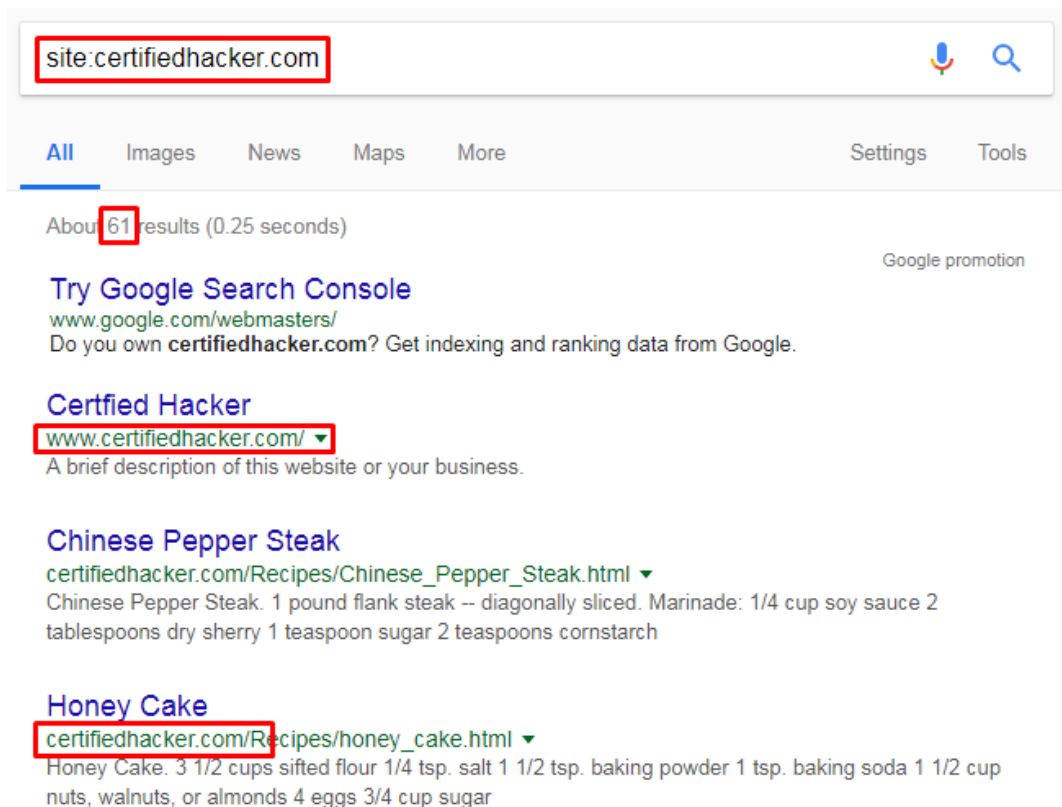 site:certifiedhacker.com
All Images News Maps More Settings Tools
About 61 results (0.25 seconds)
Google promotion
Try Google Search Console
www.google.com/webmasters/
Do you own certifiedhacker.com? Get indexing and ranking data from Google.
Certfied Hacker
www.certifiedhacker.com/
A brief description of this website or your business.
Chinese Pepper Steak
certifiedhacker.com/Recipes/Chinese_Pepper_Steak.html
Chinese Pepper Steak. 1 pound flank steak -- diagonally sliced. Marinade: 1/4 cup soy sauce 2
tablespoons dry sherry 1 teaspoon sugar 2 teaspoons cornstarch
Honey Cake
certifiedhacker.com/Recipes/honey_cake.html
Honey Cake. 3 1/2 cups sifted flour 1/4 tsp. salt 1 1/2 tsp. baking powder 1 tsp. baking soda 1 1/2 cup
nuts, walnuts, or almonds 4 eggs 3/4 cup sugar